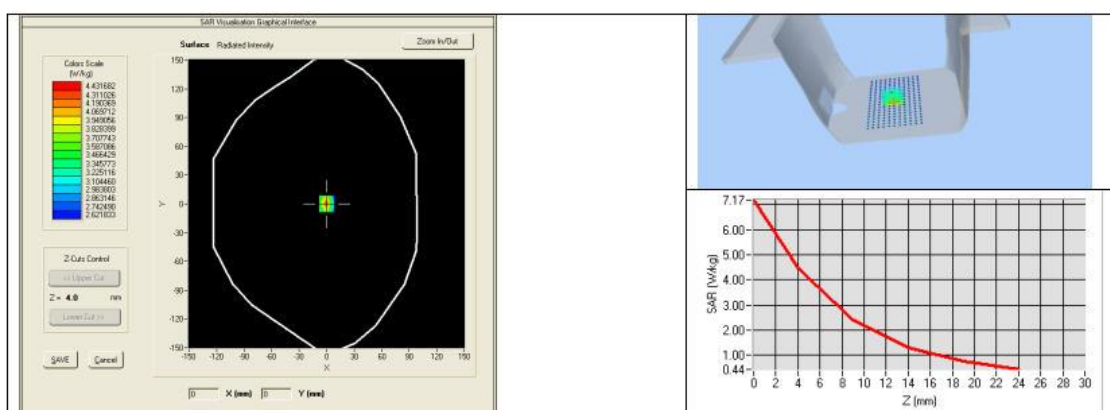 SAR Visualisation Graphical Interface
Surface Radiated Intensity
Zoom In/Out
Colors Scale
(W/kg)
4.431682
4.311026
4.190369
4.069712
3.949056
3.828399
3.707743
3.587086
3.466429
3.345773
3.225116
3.104460
2.983803
2.863146
2.742490
2.621833
Z Cuts Control
<< Upper Cut
Z = 4.0 mm
Lower Cut >>
SAVE Cancel
150
120
90
60
30
0
-30
-60
-90
-120
-150
Y
-150 -120 -90 -60 -30 0 30 60 90 120 150
X
0 X (mm) 0 Y (mm)
7.17
6.00
5.00
4.00
3.00
2.00
1.00
0.44
SAR (W/kg)
0 2 4 6 8 10 12 14 16 18 20 22 24 26 28 30
Z (mm)